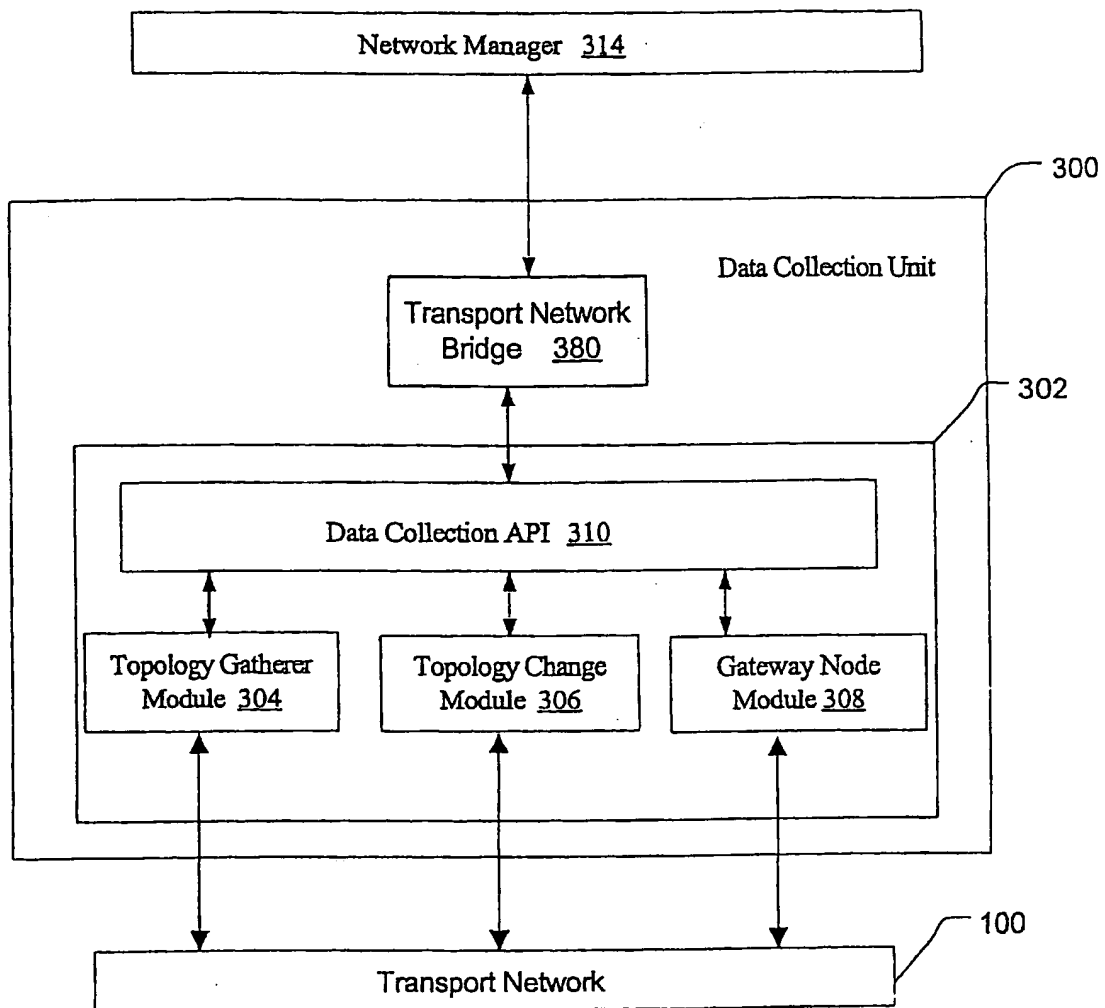 Network Manager 314
300
Data Collection Unit
Transport Network
Bridge 380
302
Data Collection API 310
Topology Gatherer
Module 304
Topology Change
Module 306
Gateway Node
Module 308
100
Transport Network